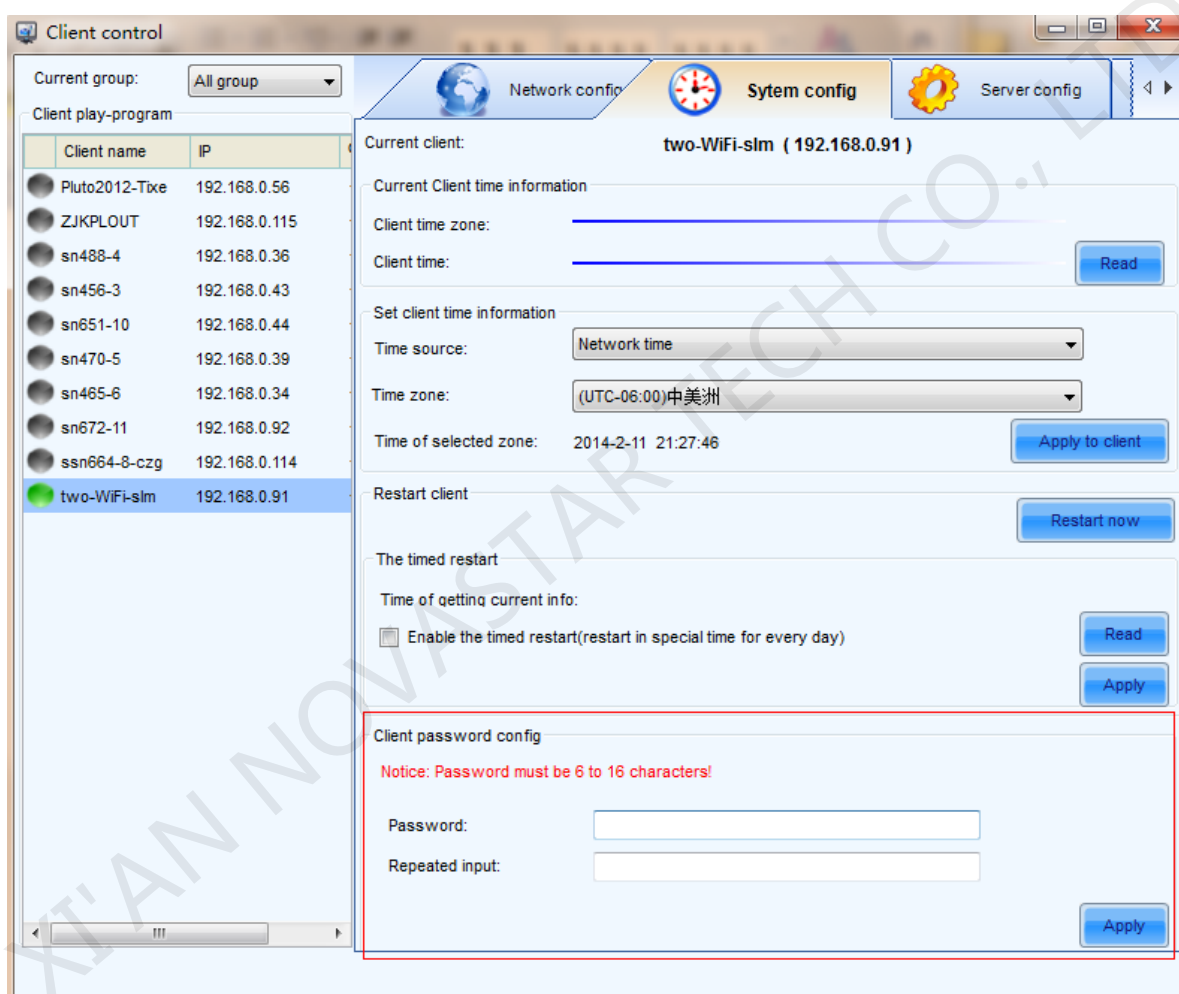 Client control
Current group: All group
Client play-program
Client name IP
Pluto2012-Tixe 192.168.0.56
ZJKPLOUT 192.168.0.115
sn488-4 192.168.0.36
sn456-3 192.168.0.43
sn651-10 192.168.0.44
sn470-5 192.168.0.39
sn465-6 192.168.0.34
sn672-11 192.168.0.92
ssn664-8-czg 192.168.0.114
two-WiFi-slm 192.168.0.91
Network config Sytem config Server config
Current client: two-WiFi-slm ( 192.168.0.91 )
Current Client time information
Client time zone:
Client time: Read
Set client time information
Time source: Network time
Time zone: (UTC-06:00)中美洲
Time of selected zone: 2014-2-11 21:27:46 Apply to client
Restart client
Restart now
The timed restart
Time of getting current info:
Enable the timed restart(restart in special time for every day) Read
Apply
Client password config
Notice: Password must be 6 to 16 characters!
Password:
Repeated input:
Apply
XI'AN NOVASTAR TECH CO., LTD